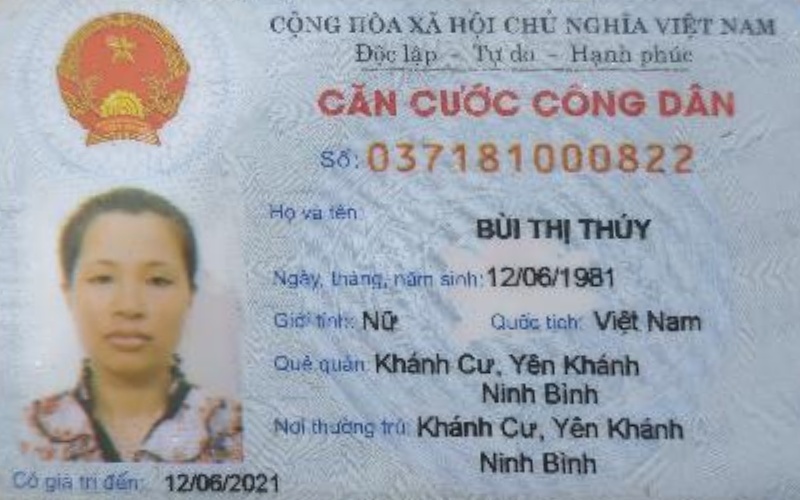 CỘNG HÒA XÃ HỘI CHỦ NGHĨA VIỆT NAM
Độc lập - Tự do - Hạnh phúc
CĂN CƯỚC CÔNG DÂN
Số: 037181000822
Họ và tên:
BÙI THỊ THÚY
Ngày, tháng, năm sinh: 12/06/1981
Giới tính: Nữ Quốc tịch: Việt Nam
Quê quán: Khánh Cư, Yên Khánh
Ninh Bình
Nơi thường trú: Khánh Cư, Yên Khánh
Ninh Bình
Có giá trị đến: 12/06/2021